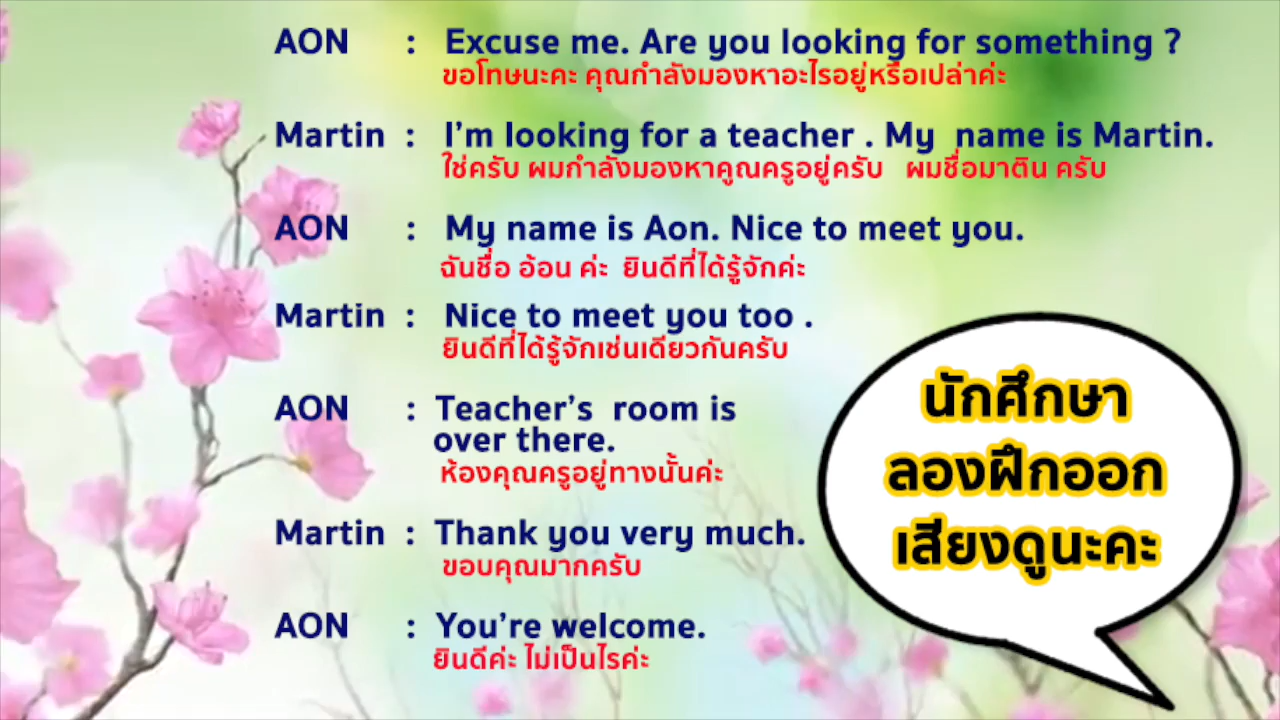 AON : Excuse me. Are you looking for something ?
ขอโทษนะคะ คุณกำลังมองหาอะไรอยู่หรือเปล่าค่ะ
Martin : I'm looking for a teacher . My name is Martin.
ใช่ครับ ผมกำลังมองหาคูณครูอยู่ครับ ผมชื่อมาติน ครับ
AON : My name is Aon. Nice to meet you.
ฉันชื่อ อ้อน ค่ะ ยินดีที่ได้รู้จักค่ะ
Martin : Nice to meet you too .
ยินดีที่ได้รู้จักเช่นเดียวกันครับ
AON : Teacher's room is
over there.
ห้องคุณครูอยู่ทางนั้นค่ะ
Martin : Thank you very much.
ขอบคุณมากครับ
AON : You're welcome.
ยินดีค่ะ ไม่เป็นไรค่ะ
นักศึกษา
ลองฝึกออก
เสียงดูนะคะ